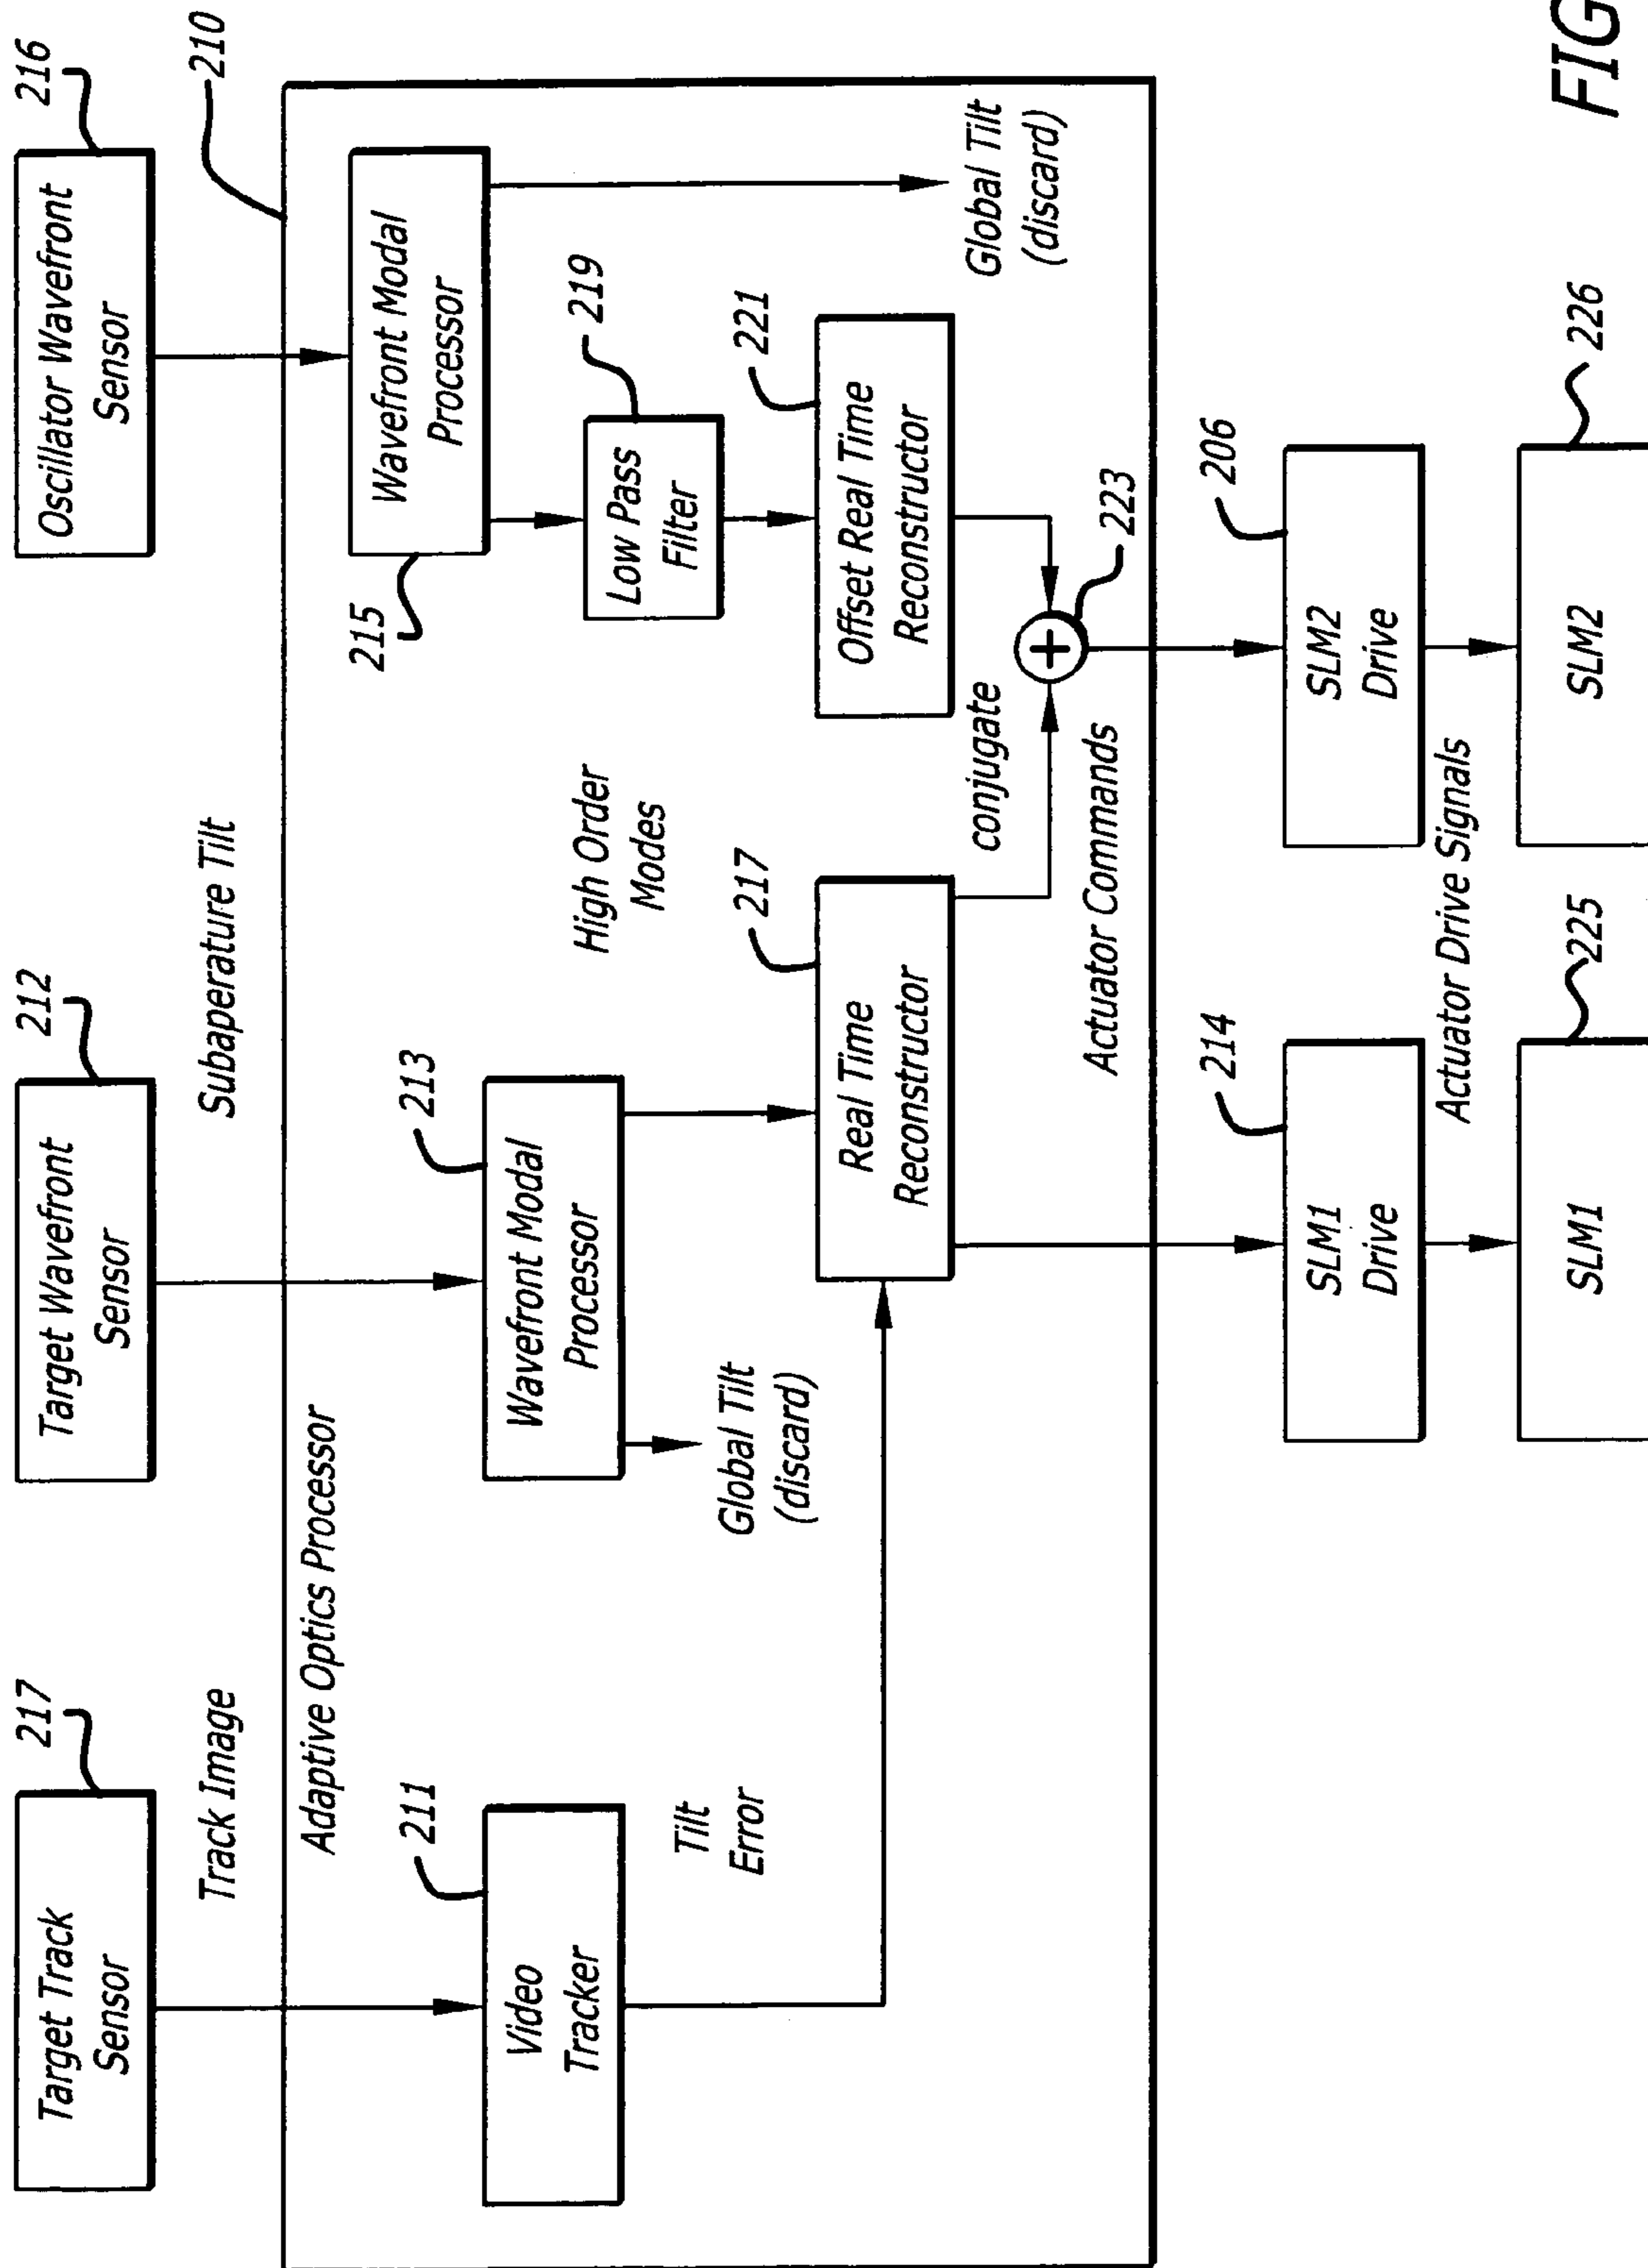 217
Target Track
Sensor
212
Target Wavefront
Sensor
216
Oscillator Wavefront
Sensor
Track Image
Subaperature Tilt
210
Adaptive Optics Processor
211
Video
Tracker
213
Wavefront Modal
Processor
215
Wavefront Modal
Processor
Tilt
Error
Global Tilt
(discard)
High Order
Modes
219
Low Pass
Filter
217
Real Time
Reconstructor
221
Offset Real Time
Reconstructor
Global Tilt
(discard)
conjugate
+
223
Actuator Commands
214
SLM1
Drive
206
SLM2
Drive
Actuator Drive Signals
225
SLM1
226
SLM2
FIG